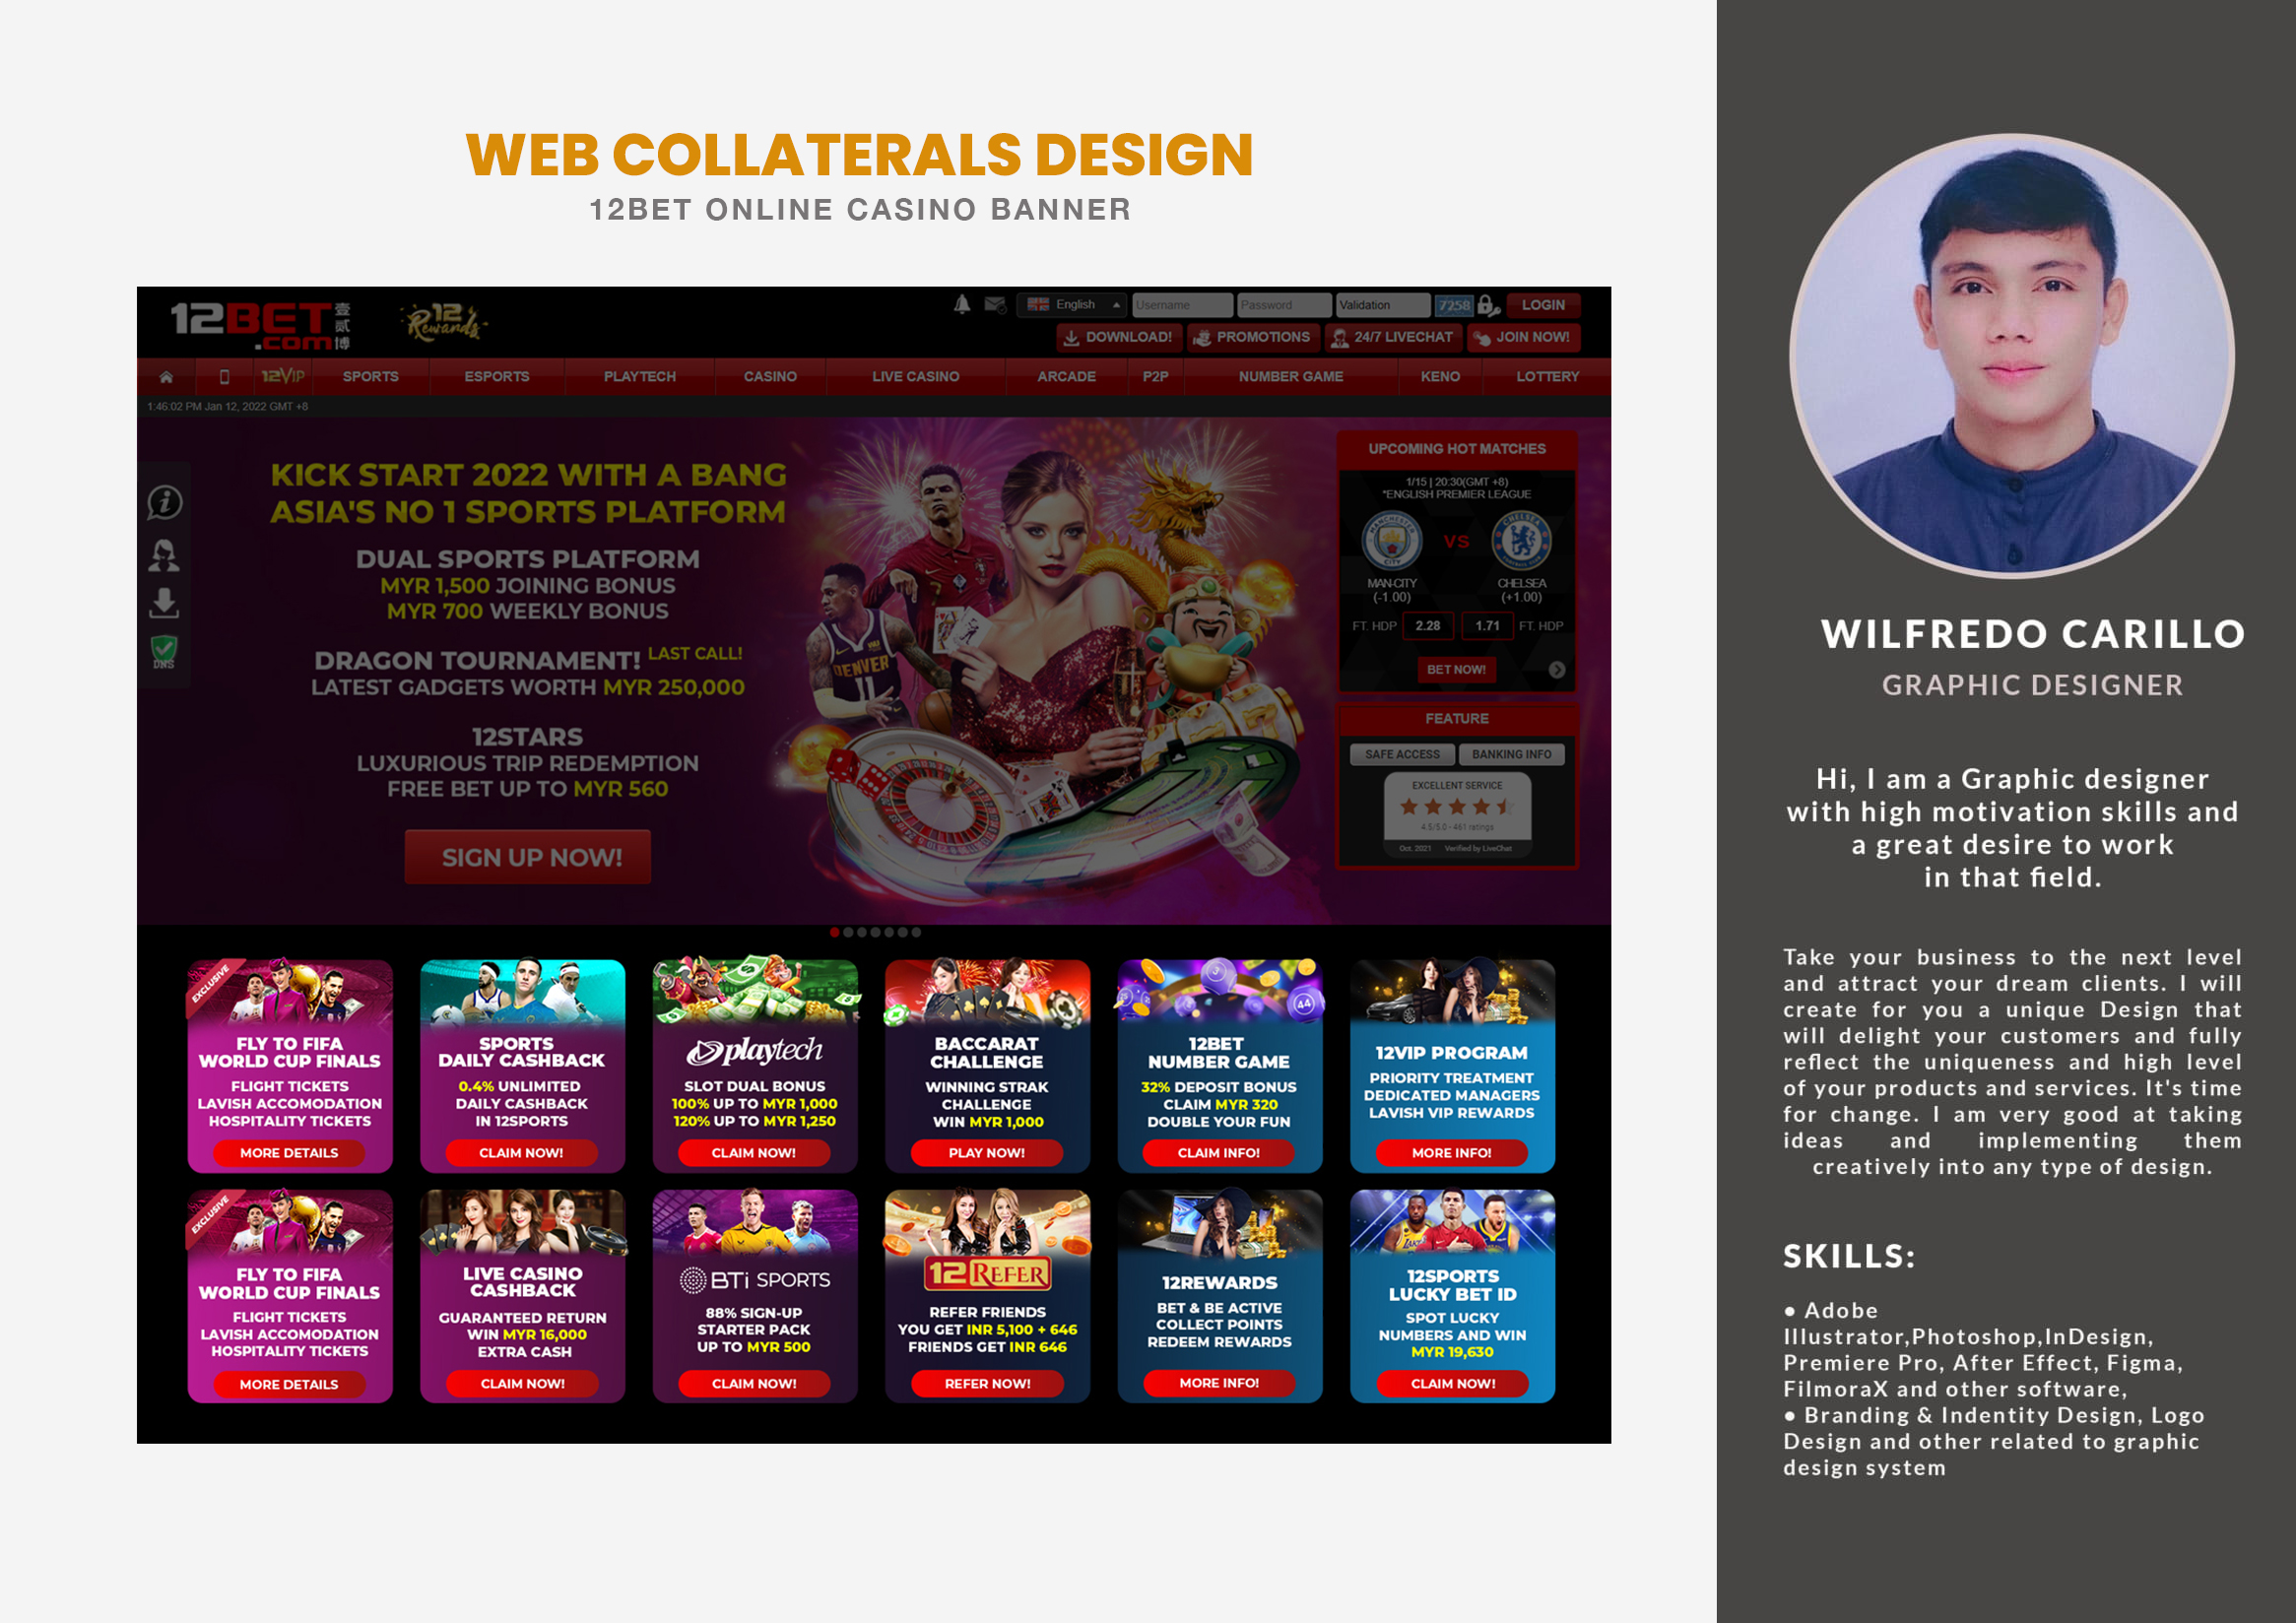 WEB COLLATERALS DESIGN
12BET ONLINE CASINO BANNER
12BET 壹贰
.com 博
12
Rewards
English
Username
Password
Validation
7258
LOGIN
DOWNLOAD!
PROMOTIONS
24/7 LIVECHAT
JOIN NOW!
12VIP
SPORTS
ESPORTS
PLAYTECH
CASINO
LIVE CASINO
ARCADE
P2P
NUMBER GAME
KENO
LOTTERY
1:46:02 PM Jan 12, 2022 GMT +8
DNS
KICK START 2022 WITH A BANG
ASIA'S NO 1 SPORTS PLATFORM
DUAL SPORTS PLATFORM
MYR 1,500 JOINING BONUS
MYR 700 WEEKLY BONUS
DRAGON TOURNAMENT! LAST CALL!
LATEST GADGETS WORTH MYR 250,000
12STARS
LUXURIOUS TRIP REDEMPTION
FREE BET UP TO MYR 560
SIGN UP NOW!
DENVER
11
UPCOMING HOT MATCHES
1/15 | 20:30(GMT +8)
*ENGLISH PREMIER LEAGUE
MANCHESTER
CITY
VS
CHELSEA
MAN-CITY
(-1.00)
CHELSEA
(+1.00)
FT. HDP 2.28 1.71 FT. HDP
BET NOW!
FEATURE
SAFE ACCESS
BANKING INFO
EXCELLENT SERVICE
4.5/5.0 - 461 ratings
Oct. 2021 Verified by LiveChat
EXCLUSIVE
FLY TO FIFA
WORLD CUP FINALS
FLIGHT TICKETS
LAVISH ACCOMODATION
HOSPITALITY TICKETS
MORE DETAILS
SPORTS
DAILY CASHBACK
0.4% UNLIMITED
DAILY CASHBACK
IN 12SPORTS
CLAIM NOW!
playtech
SLOT DUAL BONUS
100% UP TO MYR 1,000
120% UP TO MYR 1,250
CLAIM NOW!
BACCARAT
CHALLENGE
WINNING STRAK
CHALLENGE
WIN MYR 1,000
PLAY NOW!
3
44
12BET
NUMBER GAME
32% DEPOSIT BONUS
CLAIM MYR 320
DOUBLE YOUR FUN
CLAIM INFO!
12VIP PROGRAM
PRIORITY TREATMENT
DEDICATED MANAGERS
LAVISH VIP REWARDS
MORE INFO!
EXCLUSIVE
FLY TO FIFA
WORLD CUP FINALS
FLIGHT TICKETS
LAVISH ACCOMODATION
HOSPITALITY TICKETS
MORE DETAILS
LIVE CASINO
CASHBACK
GUARANTEED RETURN
WIN MYR 16,000
EXTRA CASH
CLAIM NOW!
BTi SPORTS
88% SIGN-UP
STARTER PACK
UP TO MYR 500
CLAIM NOW!
12 REFER
REFER FRIENDS
YOU GET INR 5,100 + 646
FRIENDS GET INR 646
REFER NOW!
12REWARDS
BET & BE ACTIVE
COLLECT POINTS
REDEEM REWARDS
MORE INFO!
12SPORTS
LUCKY BET ID
SPOT LUCKY
NUMBERS AND WIN
MYR 19,630
CLAIM NOW!
WILFREDO CARILLO
GRAPHIC DESIGNER
Hi, I am a Graphic designer
with high motivation skills and
a great desire to work
in that field.
Take your business to the next level
and attract your dream clients. I will
create for you a unique Design that
will delight your customers and fully
reflect the uniqueness and high level
of your products and services. It's time
for change. I am very good at taking
ideas and implementing them
creatively into any type of design.
SKILLS:
• Adobe
Illustrator,Photoshop,InDesign,
Premiere Pro, After Effect, Figma,
FilmoraX and other software,
• Branding & Indentity Design, Logo
Design and other related to graphic
design system